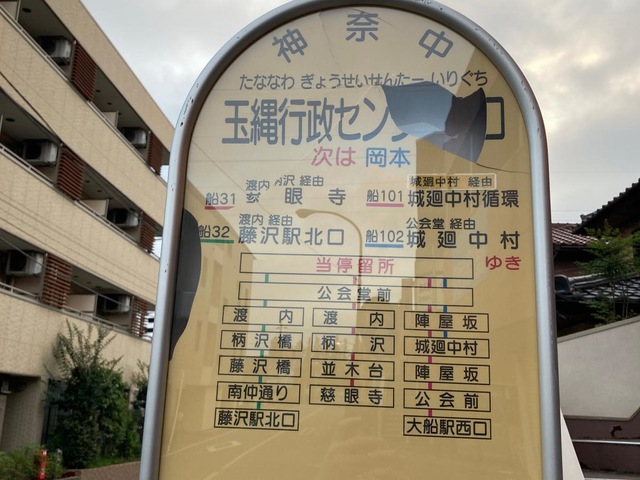 神奈中
たななわ ぎょうせいせんたー いりぐち
玉縄行政セン 口
次は 岡本
船31 渡内 沢 経由 慈眼寺
船101 城廻中村 経由 城廻中村循環
船32 渡内 経由 藤沢駅北口
船102 公会堂 経由 城廻中村
ゆき
当停留所
公会堂前
渡内 渡内 陣屋坂
柄沢橋 柄沢 城廻中村
藤沢橋 並木台 陣屋坂
南仲通り 慈眼寺 公会前
藤沢駅北口 大船駅西口